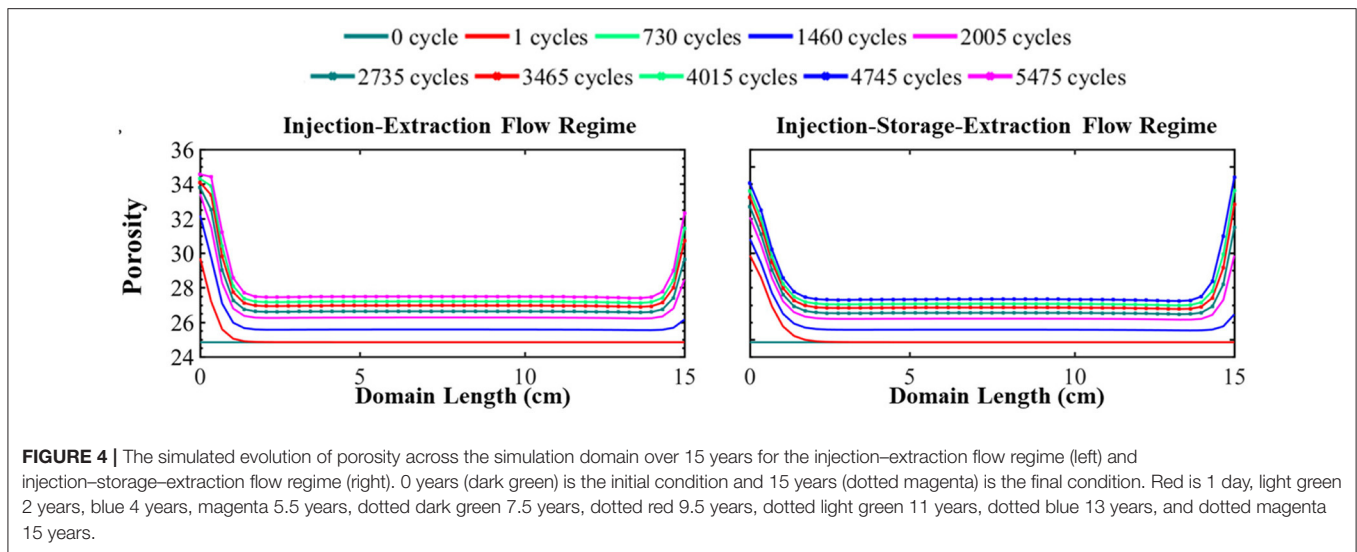 0 cycle 1 cycles 730 cycles 1460 cycles 2005 cycles
2735 cycles 3465 cycles 4015 cycles 4745 cycles 5475 cycles
,
Injection-Extraction Flow Regime
Injection-Storage-Extraction Flow Regime
Porosity
36
34
32
30
28
26
24
0 5 10 15
0 5 10 15
Domain Length (cm)
Domain Length (cm)
FIGURE 4 | The simulated evolution of porosity across the simulation domain over 15 years for the injection–extraction flow regime (left) and
injection–storage–extraction flow regime (right). 0 years (dark green) is the initial condition and 15 years (dotted magenta) is the final condition. Red is 1 day, light green
2 years, blue 4 years, magenta 5.5 years, dotted dark green 7.5 years, dotted red 9.5 years, dotted light green 11 years, dotted blue 13 years, and dotted magenta
15 years.